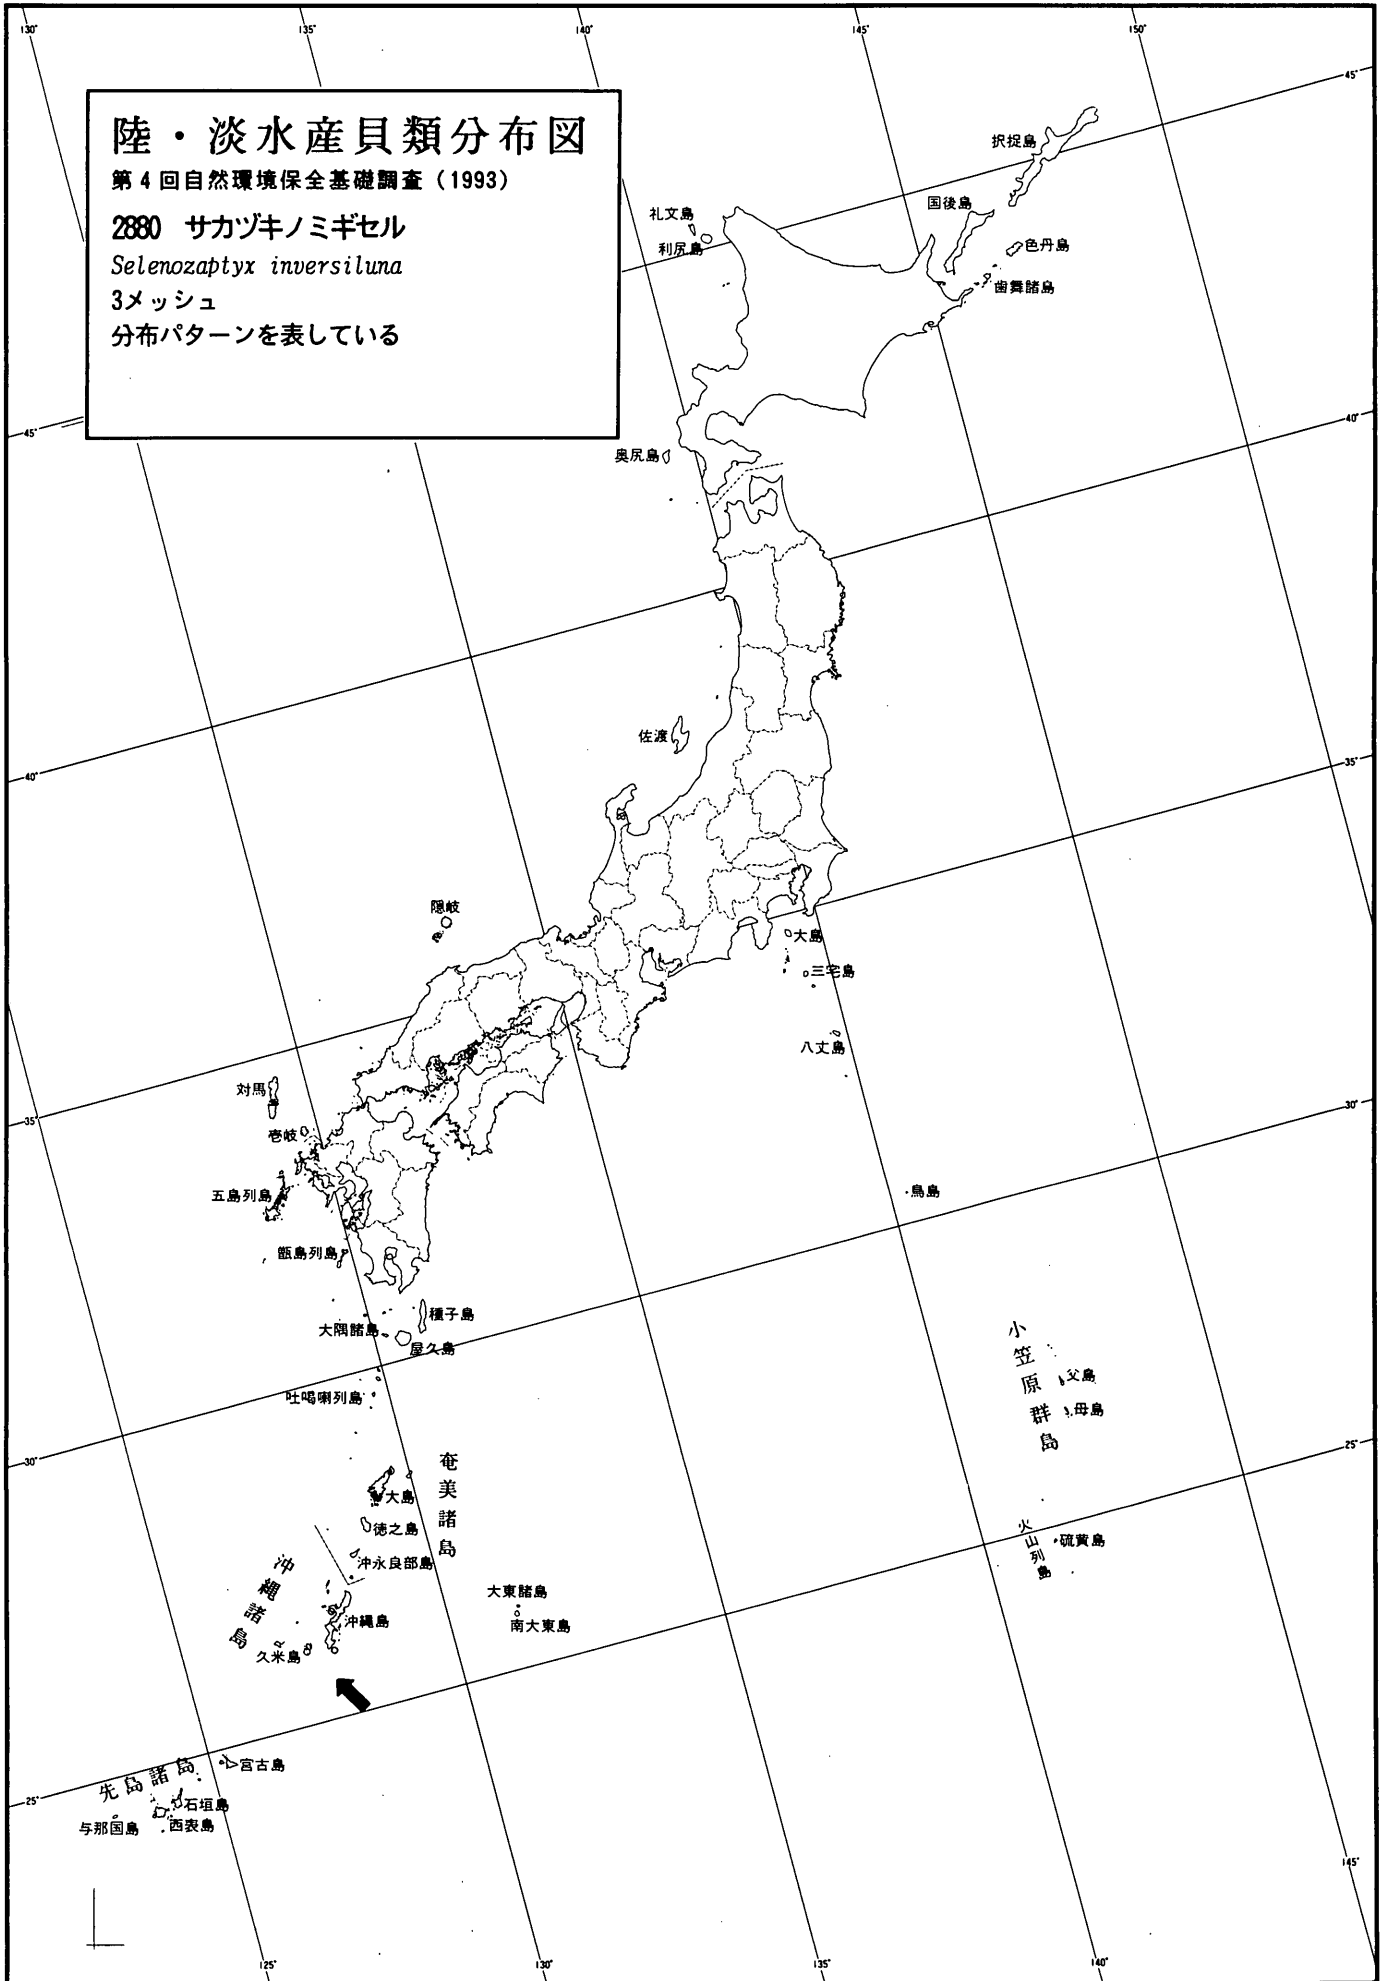 130°
135°
140°
145°
150°
45°
陸・淡水産貝類分布図
第4回自然環境保全基礎調査（1993）
2880 サカヅキノミギセル
Selenozaptyx inversiluna
3メッシュ
分布パターンを表している
択捉島
国後島
色丹島
歯舞諸島
礼文島
利尻島
45°
40°
奥尻島
佐渡
40°
35°
隠岐
大島
三宅島
八丈島
対馬
35°
壱岐
30°
五島列島
鳥島
甑島列島
種子島
大隅諸島
屋久島
小笠原群島
父島
吐噶喇列島
母島
30°
25°
奄美諸島
大島
徳之島
火山列島
硫黄島
沖永良部島
沖縄諸島
大東諸島
沖縄島
南大東島
久米島
先島諸島
宮古島
25°
石垣島
与那国島
西表島
145°
125°
130°
135°
140°